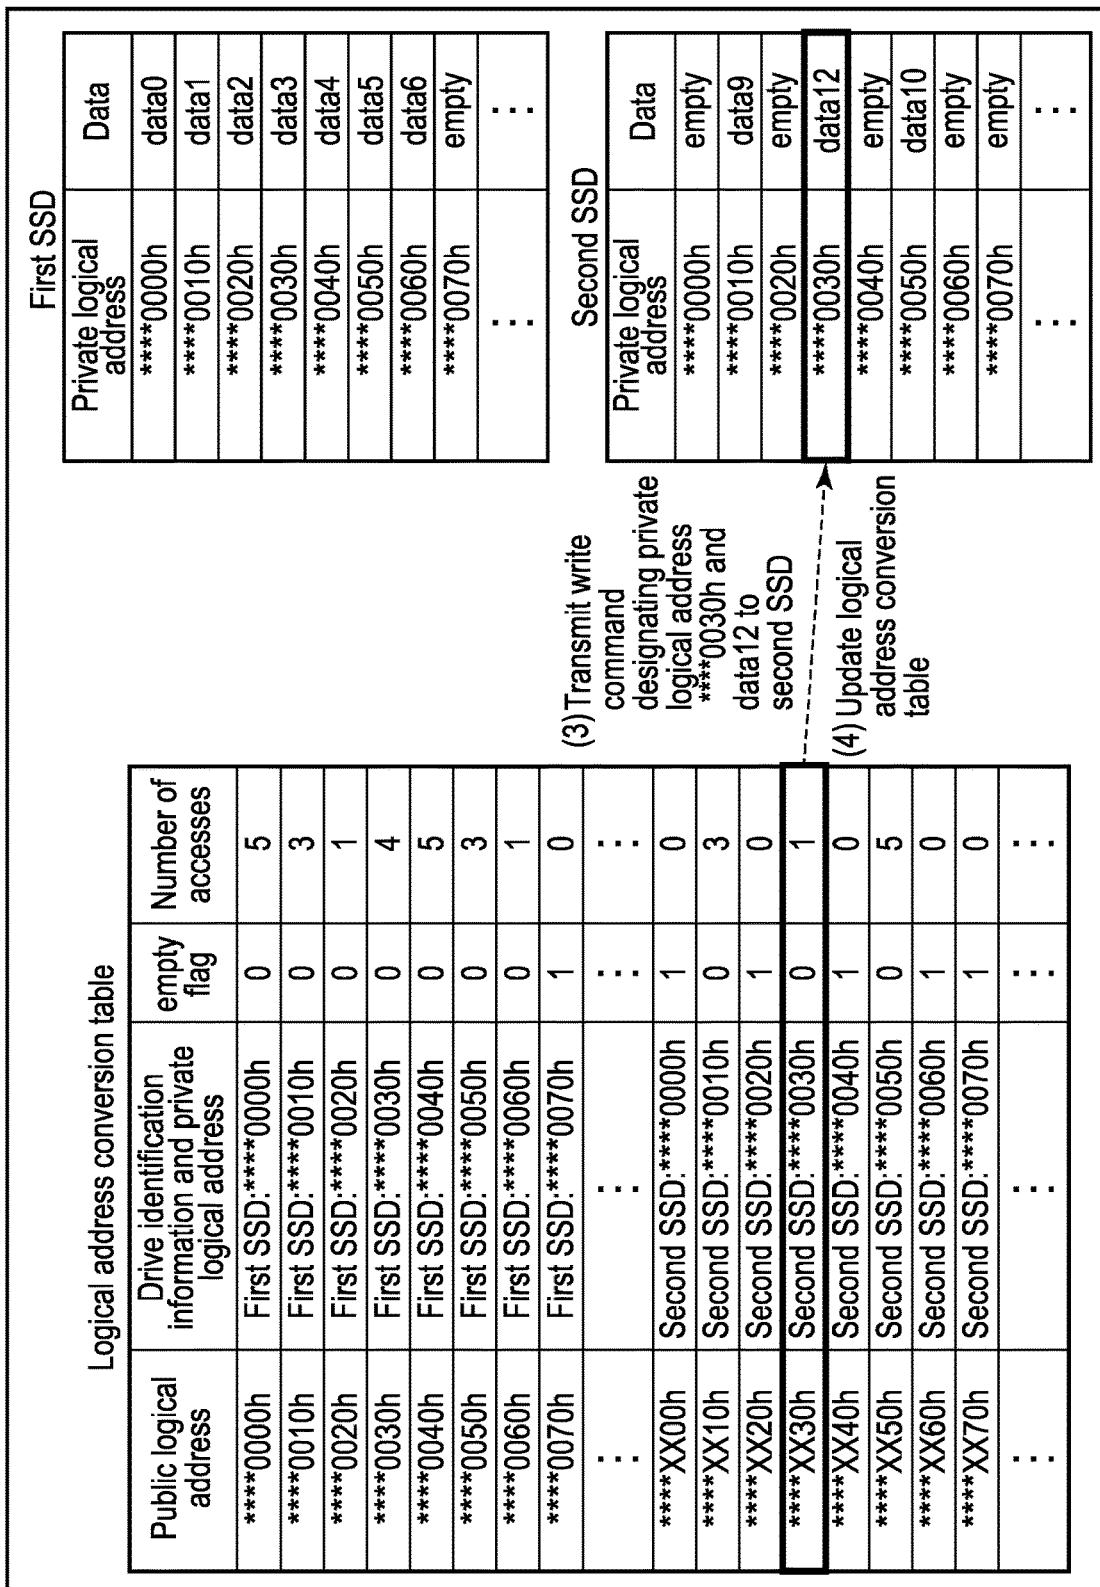 Logical address conversion table
Public logical address | Drive identification information and private logical address | empty flag | Number of accesses
****0000h | First SSD:****0000h | 0 | 5
****0010h | First SSD:****0010h | 0 | 3
****0020h | First SSD:****0020h | 0 | 1
****0030h | First SSD:****0030h | 0 | 4
****0040h | First SSD:****0040h | 0 | 5
****0050h | First SSD:****0050h | 0 | 3
****0060h | First SSD:****0060h | 0 | 1
****0070h | First SSD:****0070h | 1 | 0
... | ... | ... | ...
****XX00h | Second SSD:****0000h | 1 | 0
****XX10h | Second SSD:****0010h | 0 | 3
****XX20h | Second SSD:****0020h | 1 | 0
****XX30h | Second SSD:****0030h | 0 | 1
****XX40h | Second SSD:****0040h | 1 | 0
****XX50h | Second SSD:****0050h | 0 | 5
****XX60h | Second SSD:****0060h | 1 | 0
****XX70h | Second SSD:****0070h | 1 | 0
... | ... | ... | ...
(3)Transmit write
command
designating private
logical address
****0030h and
data12 to
second SSD
(4) Update logical
address conversion
table
First SSD
Private logical address | Data
****0000h | data0
****0010h | data1
****0020h | data2
****0030h | data3
****0040h | data4
****0050h | data5
****0060h | data6
****0070h | empty
... | ...
Second SSD
Private logical address | Data
****0000h | empty
****0010h | data9
****0020h | empty
****0030h | data12
****0040h | empty
****0050h | data10
****0060h | empty
****0070h | empty
... | ...